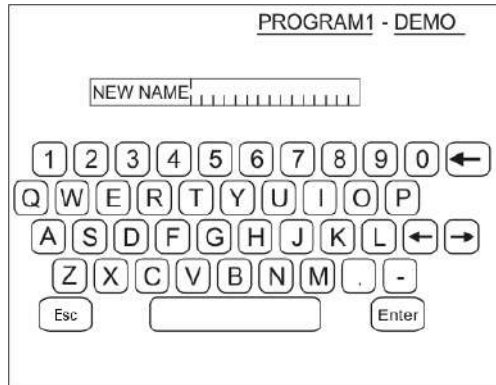 PROGRAM1 - DEMO
NEW NAME
1 2 3 4 5 6 7 8 9 0 ←
Q W E R T Y U I O P
A S D F G H J K L ← →
Z X C V B N M . -
Esc Enter